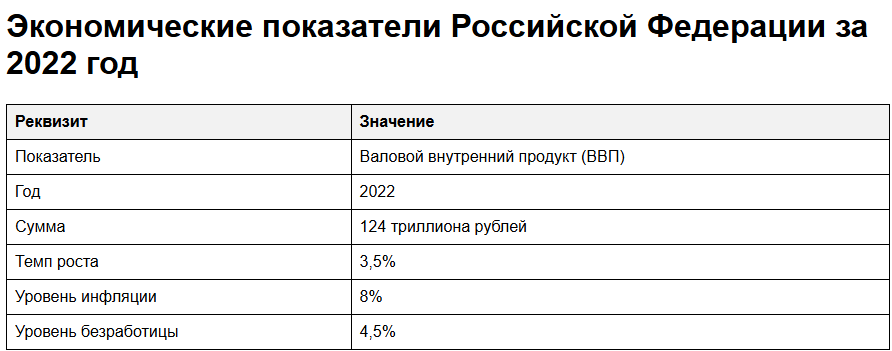 Экономические показатели Российской Федерации за
2022 год
Реквизит Значение
Показатель Валовой внутренний продукт (ВВП)
Год 2022
Сумма 124 триллиона рублей
Темп роста 3,5%
Уровень инфляции 8%
Уровень безработицы 4,5%